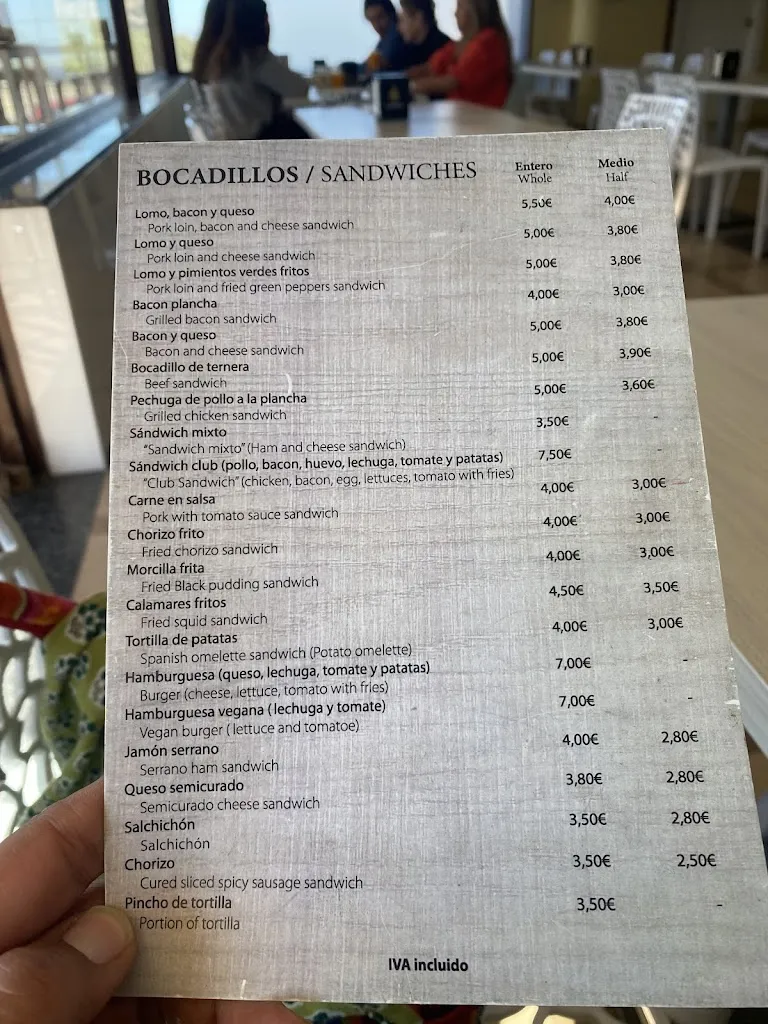 BOCADILLOS / SANDWICHES Entero Medio
Whole Half
Lomo, bacon y queso 5,50€ 4,00€
Pork loin, bacon and cheese sandwich
Lomo y queso 5,00€ 3,80€
Pork loin and cheese sandwich
Lomo y pimientos verdes fritos 5,00€ 3,80€
Pork loin and fried green peppers sandwich
Bacon plancha 4,00€ 3,00€
Grilled bacon sandwich
Bacon y queso 5,00€ 3,80€
Bacon and cheese sandwich
Bocadillo de ternera 5,00€ 3,90€
Beef sandwich
Pechuga de pollo a la plancha 5,00€ 3,60€
Grilled chicken sandwich
Sándwich mixto 3,50€ -
"Sandwich mixto" (Ham and cheese sandwich)
Sándwich club (pollo, bacon, huevo, lechuga, tomate y patatas) 7,50€ -
"Club Sandwich" (chicken, bacon, egg, lettuces, tomato with fries)
Carne en salsa 4,00€ 3,00€
Pork with tomato sauce sandwich
Chorizo frito 4,00€ 3,00€
Fried chorizo sandwich
Morcilla frita 4,00€ 3,00€
Fried Black pudding sandwich
Calamares fritos 4,50€ 3,50€
Fried squid sandwich
Tortilla de patatas 4,00€ 3,00€
Spanish omelette sandwich (Potato omelette)
Hamburguesa (queso, lechuga, tomate y patatas) 7,00€ -
Burger (cheese, lettuce, tomato with fries)
Hamburguesa vegana ( lechuga y tomate) 7,00€ -
Vegan burger ( lettuce and tomatoe)
Jamón serrano 4,00€ 2,80€
Serrano ham sandwich
Queso semicurado 3,80€ 2,80€
Semicurado cheese sandwich
Salchichón 3,50€ 2,80€
Salchichón
Chorizo 3,50€ 2,50€
Cured sliced spicy sausage sandwich
Pincho de tortilla 3,50€ -
Portion of tortilla
IVA incluido